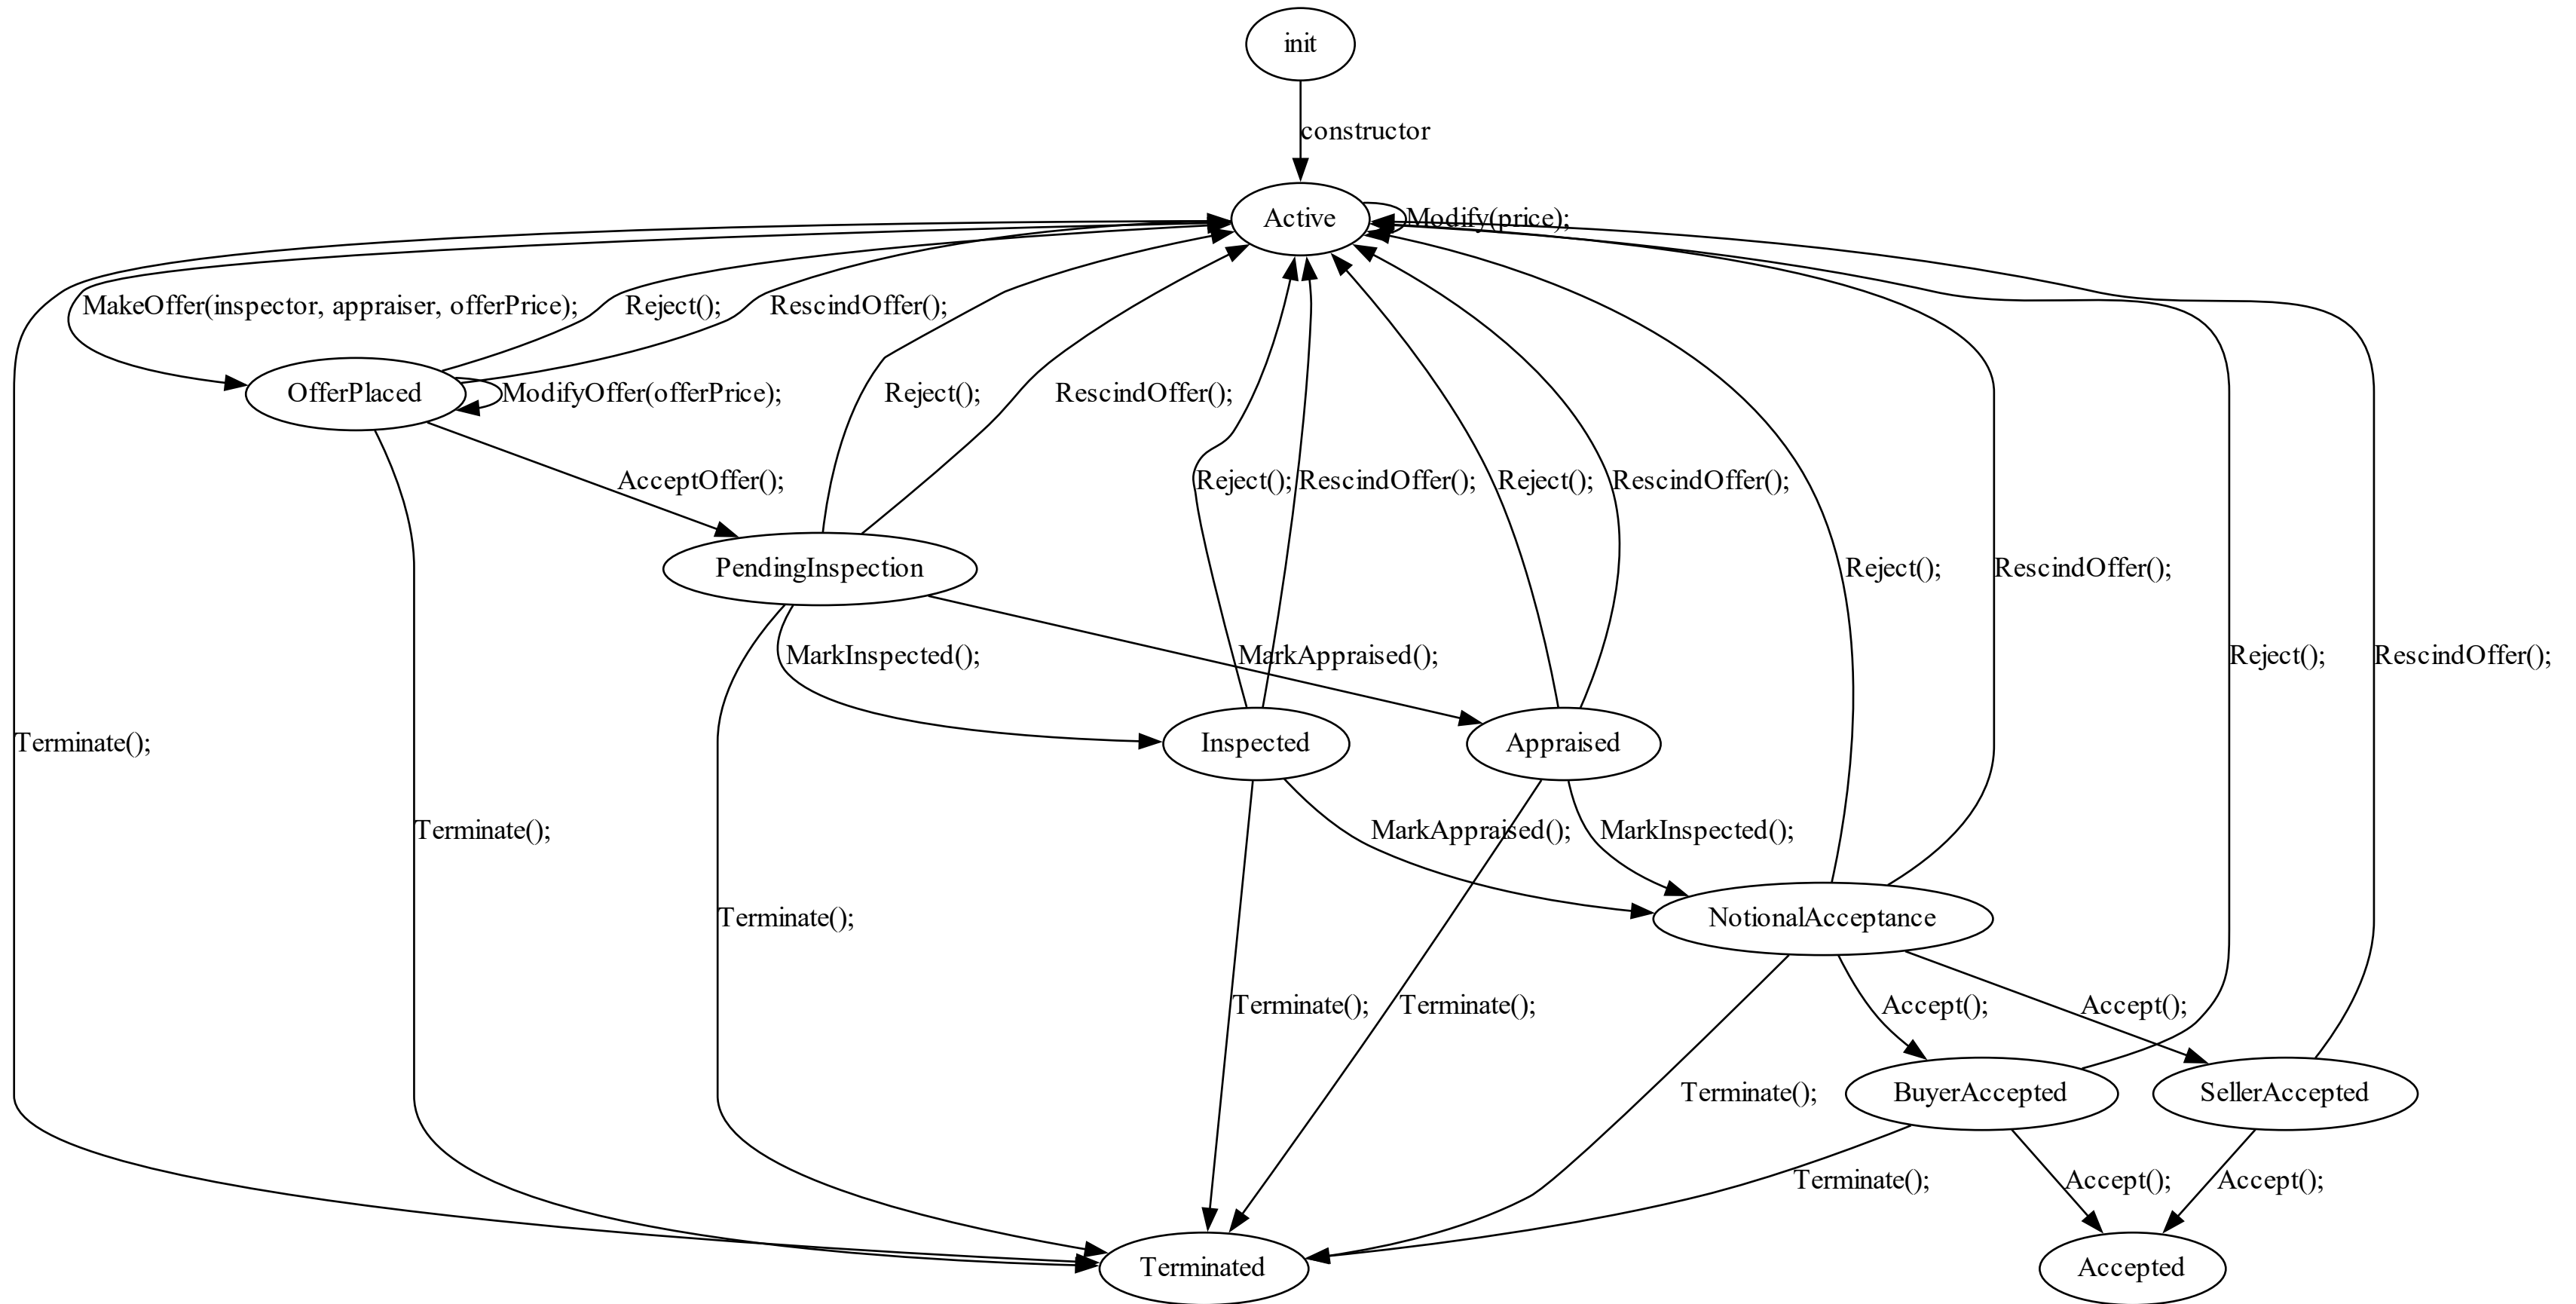 init
constructor
Active
Modify(price);
MakeOffer(inspector, appraiser, offerPrice);
Reject();
RescindOffer();
OfferPlaced
ModifyOffer(offerPrice);
Reject();
RescindOffer();
AcceptOffer();
Reject();
RescindOffer();
Reject();
RescindOffer();
PendingInspection
Reject();
RescindOffer();
MarkInspected();
MarkAppraised();
Reject();
RescindOffer();
Terminate();
Inspected
Appraised
Terminate();
MarkAppraised();
MarkInspected();
Terminate();
NotionalAcceptance
Terminate();
Terminate();
Accept();
Accept();
Terminate();
BuyerAccepted
SellerAccepted
Terminate();
Accept();
Accept();
Terminated
Accepted